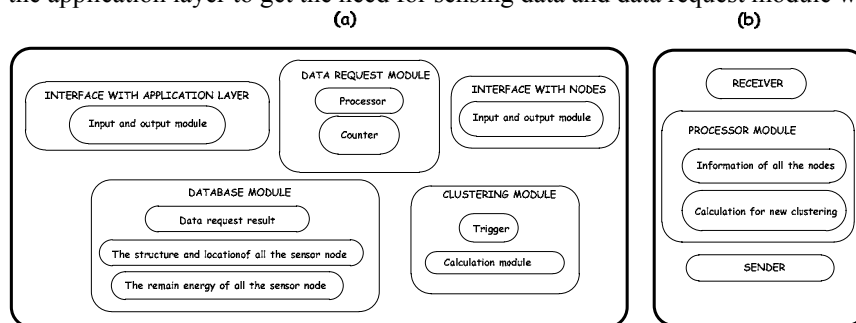 the application layer to get the need for sensing data and data request module w
(a)
(b)
INTERFACE WITH APPLICATION LAYER
Input and output module
DATA REQUEST MODULE
Processor
Counter
INTERFACE WITH NODES
Input and output module
DATABASE MODULE
Data request result
The structure and locationof all the sensor node
The remain energy of all the sensor node
CLUSTERING MODULE
Trigger
Calculation module
RECEIVER
PROCESSOR MODULE
Information of all the nodes
Calculation for new clustering
SENDER